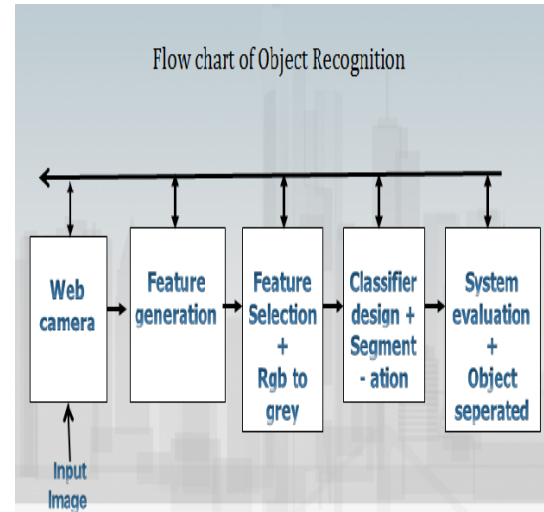 Flow chart of Object Recognition
Web
camera
Feature
generation
Feature
Selection
+
Rgb to
grey
Classifier
design +
Segment
- ation
System
evaluation
+
Object
seperated
Input
Image